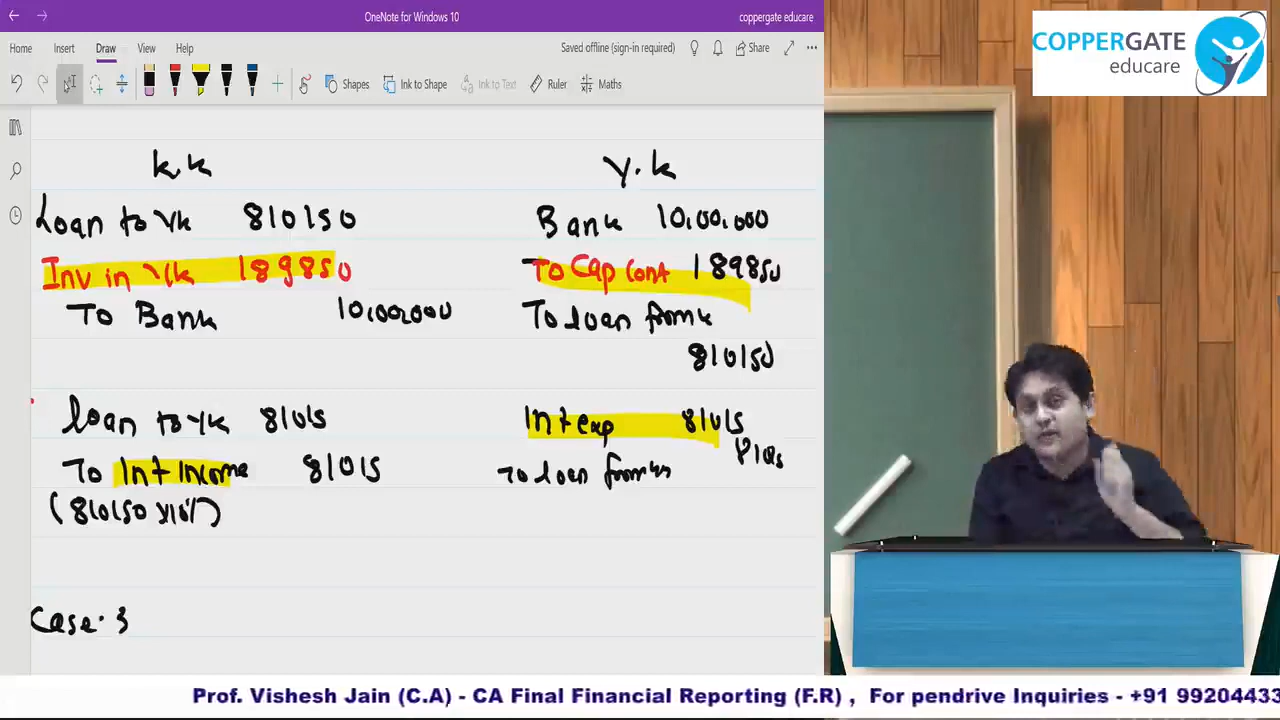 OneNote for Windows 10
coppergate educare
Home Insert Draw View Help
Saved offline (sign-in required)
Share
Shapes
Ink to Shape
Ink to Text
Ruler
Maths
COPPERGATE
educare
k.k
Y.k
Loan to Yk 810150
Inv in Yk 189850
To Bank 10,00,000
Bank 10,00,000
To Cap Cont 189850
To loan from k
810150
loan to Yk 81015
To Int Income 81015
(810150 x 10%)
Int exp 81015
To loan from
81015
Case. 3
Prof. Vishesh Jain (C.A) - CA Final Financial Reporting (F.R) , For pendrive Inquiries - +91 99204433